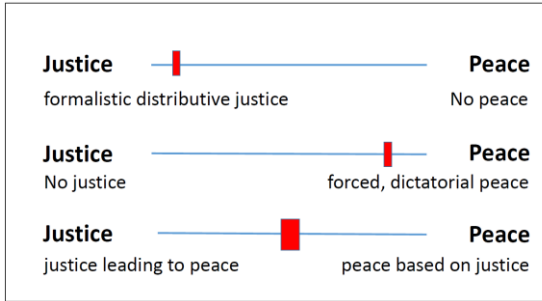 Justice Peace
formalistic distributive justice No peace
Justice Peace
No justice forced, dictatorial peace
Justice Peace
justice leading to peace peace based on justice